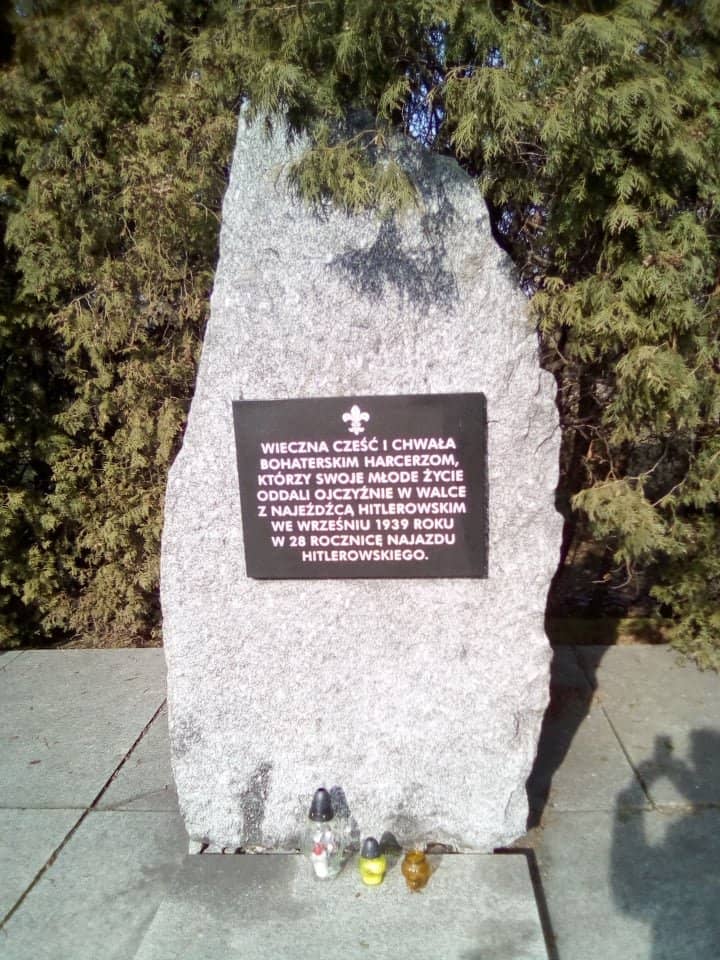 WIECZNA CZEŚĆ I CHWAŁA
BOHATERSKIM HARCERZOM,
KTÓRZY SWOJE MŁODE ŻYCIE
ODDALI OJCZYŹNIE W WALCE
Z NAJEŹDŹCĄ HITLEROWSKIM
WE WRZEŚNIU 1939 ROKU
W 28 ROCZNICĘ NAJAZDU
HITLEROWSKIEGO.